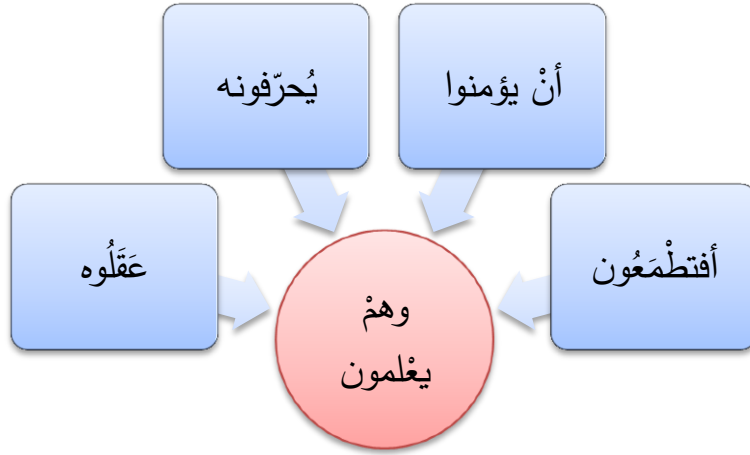 أفتطْمَعُون
أنْ يؤمنوا
يُحرّفونه
عَقَلُوه
وهمْ
يعْلمون